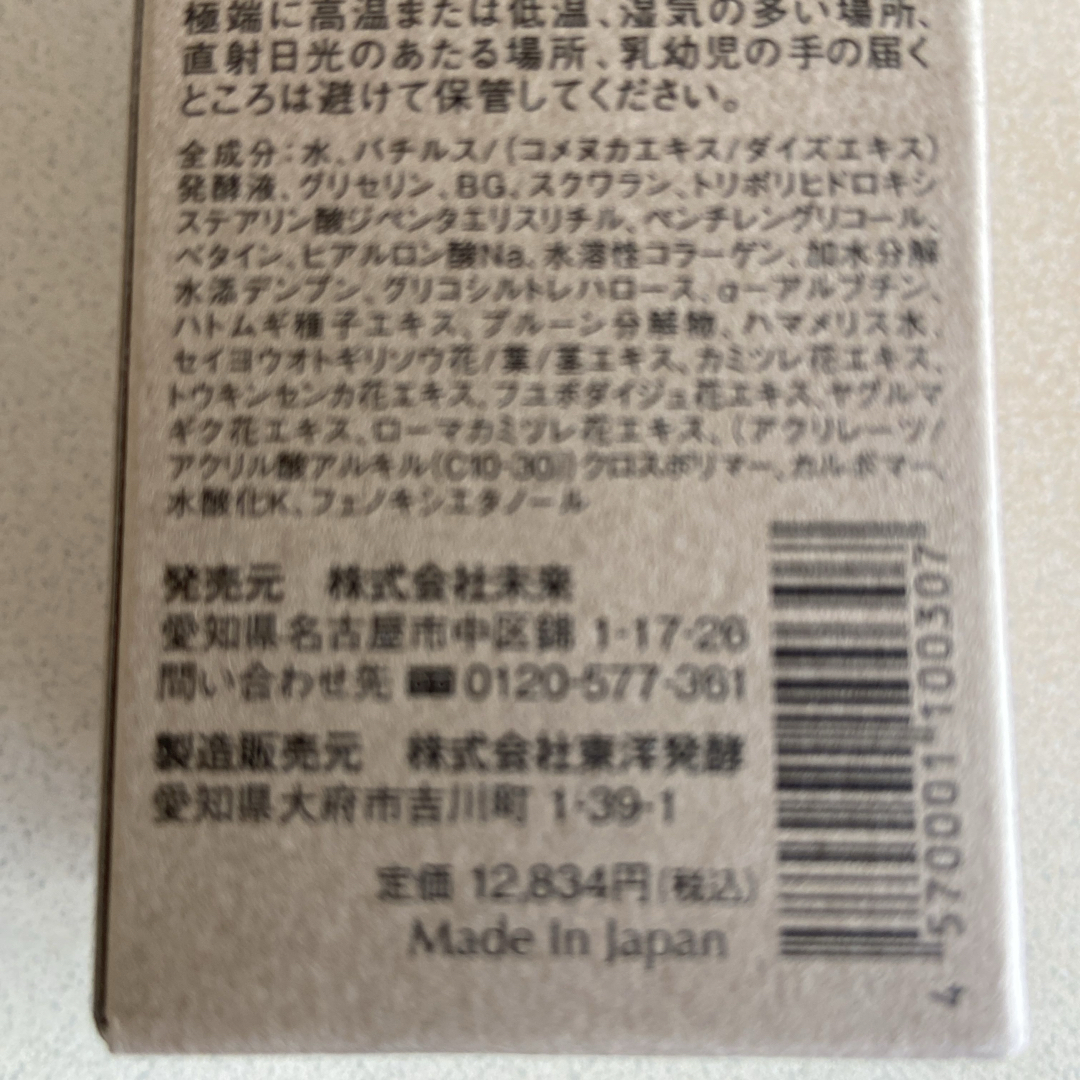 極端に高温または低温、湿気の多い場所、
直射日光のあたる場所、乳幼児の手の届く
ところは避けて保管してください。
全成分：水、バチルス/(コメヌカエキス/ダイズエキス)
発酵液、グリセリン、BG、スクワラン、トリポリヒドロキシ
ステアリン酸ジペンタエリスリチル、ペンチレングリコール、
ベタイン、ヒアルロン酸Na、水溶性コラーゲン、加水分解
水添デンプン、グリコシルトレハロース、α-アルブチン、
ハトムギ種子エキス、プルーン分解物、ハマメリス水、
セイヨウオトギリソウ花/葉/茎エキス、カミツレ花エキス、
トウキンセンカ花エキス、フユボダイジュ花エキス、ヤグルマ
ギク花エキス、ローマカミツレ花エキス、(アクリレーツ/
アクリル酸アルキル(C10-30))クロスポリマー、カルボマー、
水酸化K、フェノキシエタノール
発売元 株式会社未来
愛知県名古屋市中区錦 1-17-26
問い合わせ先 0120-577-361
製造販売元 株式会社東洋発酵
愛知県大府市吉川町 1-39-1
定価 12,834円(税込)
Made In Japan
4 570001 100307